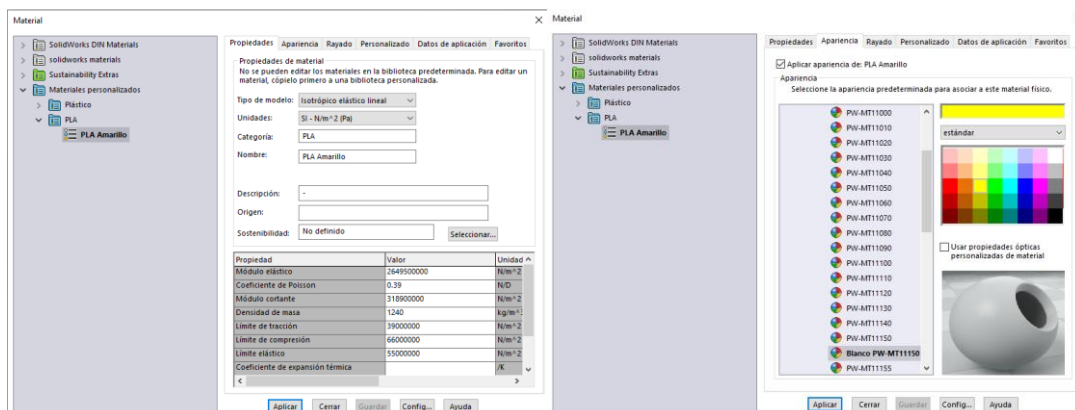 Material
SolidWorks DIN Materials
solidworks materials
Sustainability Extras
Materiales personalizados
Plástico
PLA
PLA Amarillo
Propiedades Apariencia Rayado Personalizado Datos de aplicación Favoritos
Propiedades de material
No se pueden editar los materiales en la biblioteca predeterminada. Para editar un
material, cópielo primero a una biblioteca personalizada.
Tipo de modelo: Isotrópico elástico lineal
Unidades: SI - N/m^2 (Pa)
Categoría: PLA
Nombre: PLA Amarillo
Descripción: -
Origen:
Sostenibilidad: No definido Seleccionar...
Propiedad Valor Unidad
Módulo elástico 2649500000 N/m^2
Coeficiente de Poisson 0.39 N/D
Módulo cortante 318900000 N/m^2
Densidad de masa 1240 kg/m^3
Límite de tracción 39000000 N/m^2
Límite de compresión 66000000 N/m^2
Límite elástico 55000000 N/m^2
Coeficiente de expansión térmica /K
Aplicar Cerrar Guardar Config... Ayuda
Material
SolidWorks DIN Materials
solidworks materials
Sustainability Extras
Materiales personalizados
Plástico
PLA
PLA Amarillo
Propiedades Apariencia Rayado Personalizado Datos de aplicación Favoritos
Aplicar apariencia de: PLA Amarillo
Apariencia
Seleccione la apariencia predeterminada para asociar a este material físico.
PW-MT11000
PW-MT11010
PW-MT11020
PW-MT11030
PW-MT11040
PW-MT11050
PW-MT11060
PW-MT11070
PW-MT11080
PW-MT11090
PW-MT11100
PW-MT11110
PW-MT11120
PW-MT11130
PW-MT11140
PW-MT11150
Blanco PW-MT11150
PW-MT11155
estándar
Usar propiedades ópticas
personalizadas de material
Aplicar Cerrar Guardar Config... Ayuda